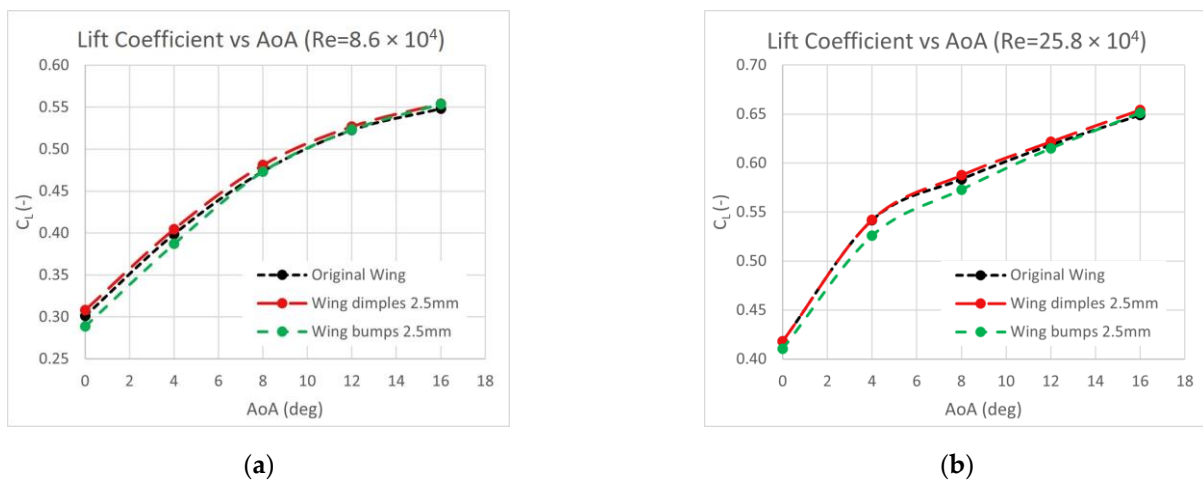 Lift Coefficient vs AoA (Re=8.6 × 10⁴)
0.60
0.55
0.50
0.45
0.40
0.35
0.30
0.25
C_L (-)
Original Wing
Wing dimples 2.5mm
Wing bumps 2.5mm
0 2 4 6 8 10 12 14 16 18
AoA (deg)
(a)
Lift Coefficient vs AoA (Re=25.8 × 10⁴)
0.70
0.65
0.60
0.55
0.50
0.45
0.40
C_L (-)
Original Wing
Wing dimples 2.5mm
Wing bumps 2.5mm
0 2 4 6 8 10 12 14 16 18
AoA (deg)
(b)